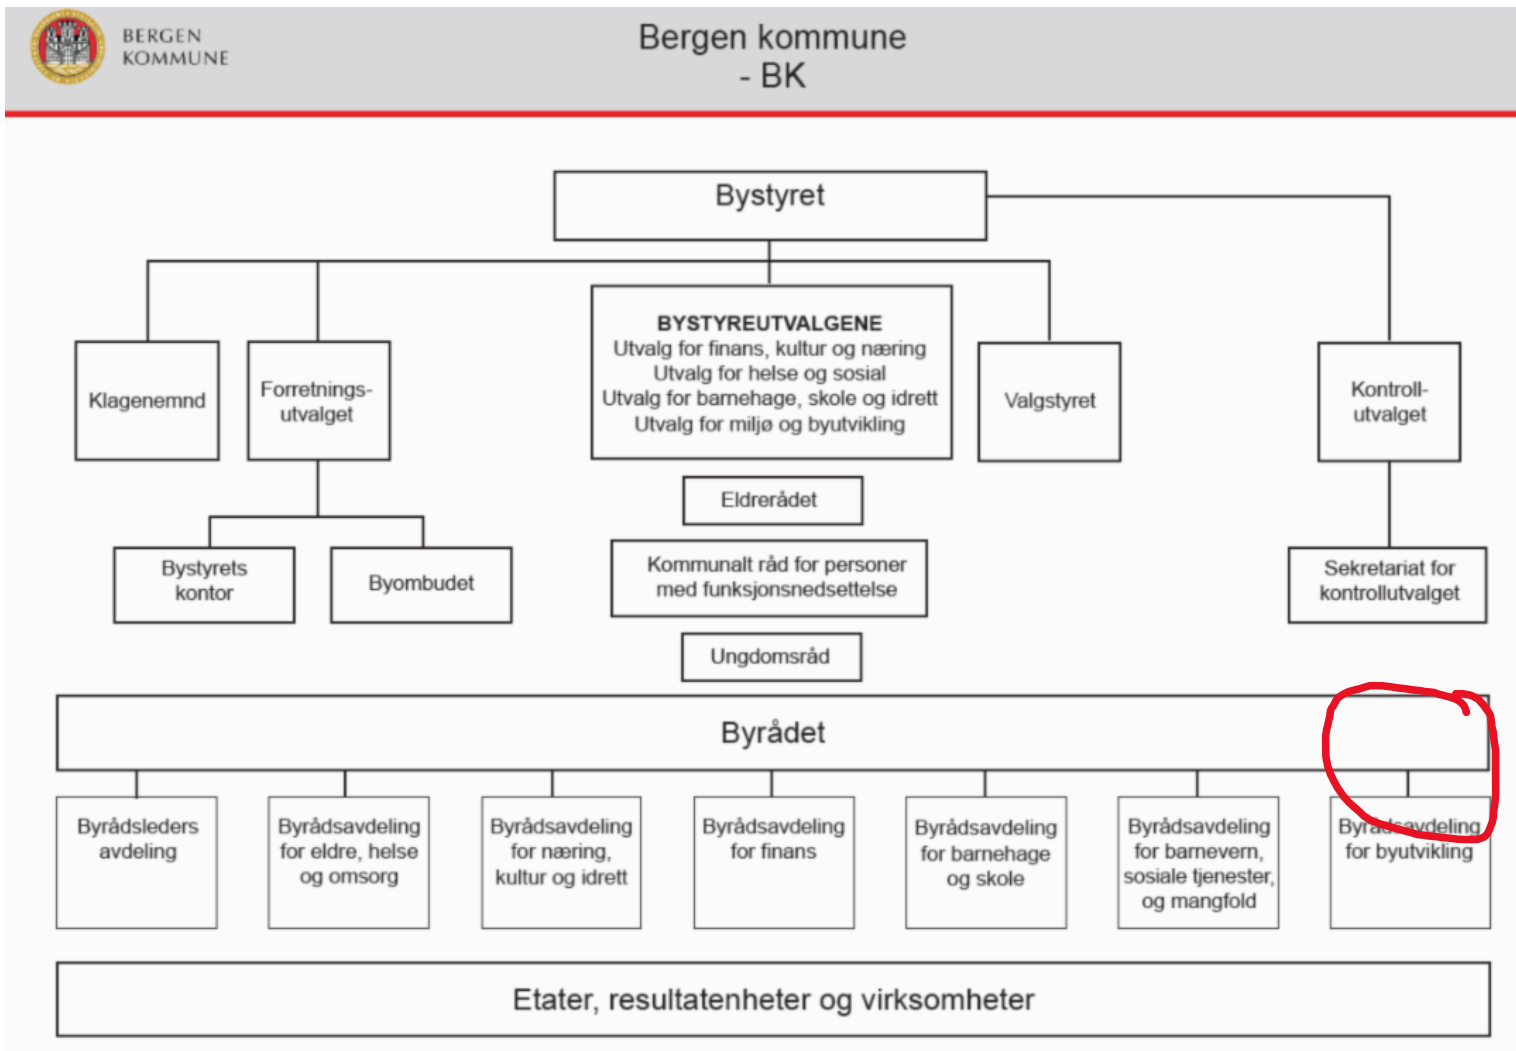 BERGEN
KOMMUNE
Bergen kommune
- BK
Bystyret
Klagenemnd
Forretnings-
utvalget
BYSTYREUTVALGENE
Utvalg for finans, kultur og næring
Utvalg for helse og sosial
Utvalg for barnehage, skole og idrett
Utvalg for miljø og byutvikling
Valgstyret
Kontroll-
utvalget
Eldrerådet
Bystyrets
kontor
Byombudet
Kommunalt råd for personer
med funksjonsnedsettelse
Sekretariat for
kontrollutvalget
Ungdomsråd
Byrådet
Byrådsleders
avdeling
Byrådsavdeling
for eldre, helse
og omsorg
Byrådsavdeling
for næring,
kultur og idrett
Byrådsavdeling
for finans
Byrådsavdeling
for barnehage
og skole
Byrådsavdeling
for barnevern,
sosiale tjenester,
og mangfold
Byrådsavdeling
for byutvikling
Etater, resultatenheter og virksomheter